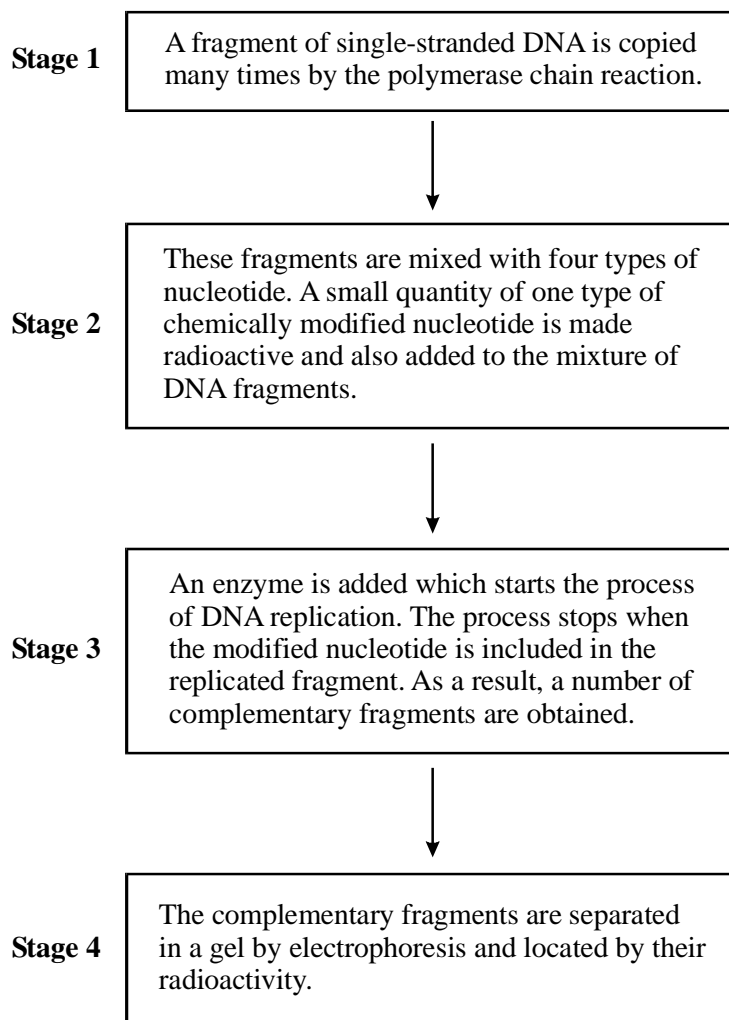 Stage 1
A fragment of single-stranded DNA is copied
many times by the polymerase chain reaction.
Stage 2
These fragments are mixed with four types of
nucleotide. A small quantity of one type of
chemically modified nucleotide is made
radioactive and also added to the mixture of
DNA fragments.
Stage 3
An enzyme is added which starts the process
of DNA replication. The process stops when
the modified nucleotide is included in the
replicated fragment. As a result, a number of
complementary fragments are obtained.
Stage 4
The complementary fragments are separated
in a gel by electrophoresis and located by their
radioactivity.